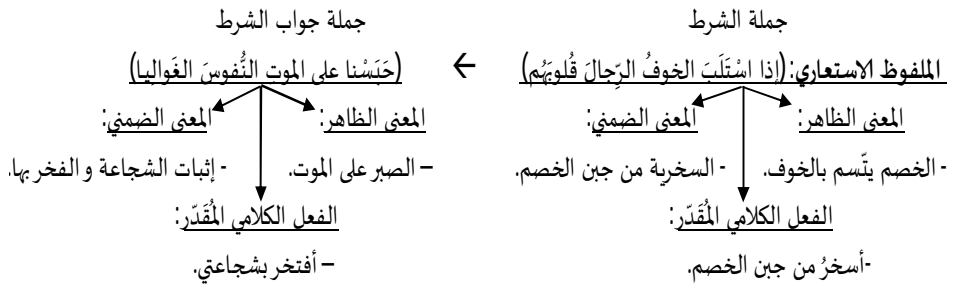 جملة الشرط جملة جواب الشرط
الملفوظ الاستعاري: (إذا اسْتَلَبَ الخوفُ الرّجالَ قُلوبَهُم) ← (حَبَسْنا على الموتِ النُّفوسَ الغَواليا)
المعنى الظاهر: المعنى الضمني: المعنى الظاهر: المعنى الضمني:
- الخصم يتّسم بالخوف. - السخرية من جبن الخصم. – الصبر على الموت. - إثبات الشجاعة و الفخر بها.
الفعل الكلامي المُقَدّر: الفعل الكلامي المُقَدّر:
-أسخرُ من جبن الخصم. – أفتخر بشجاعتي.